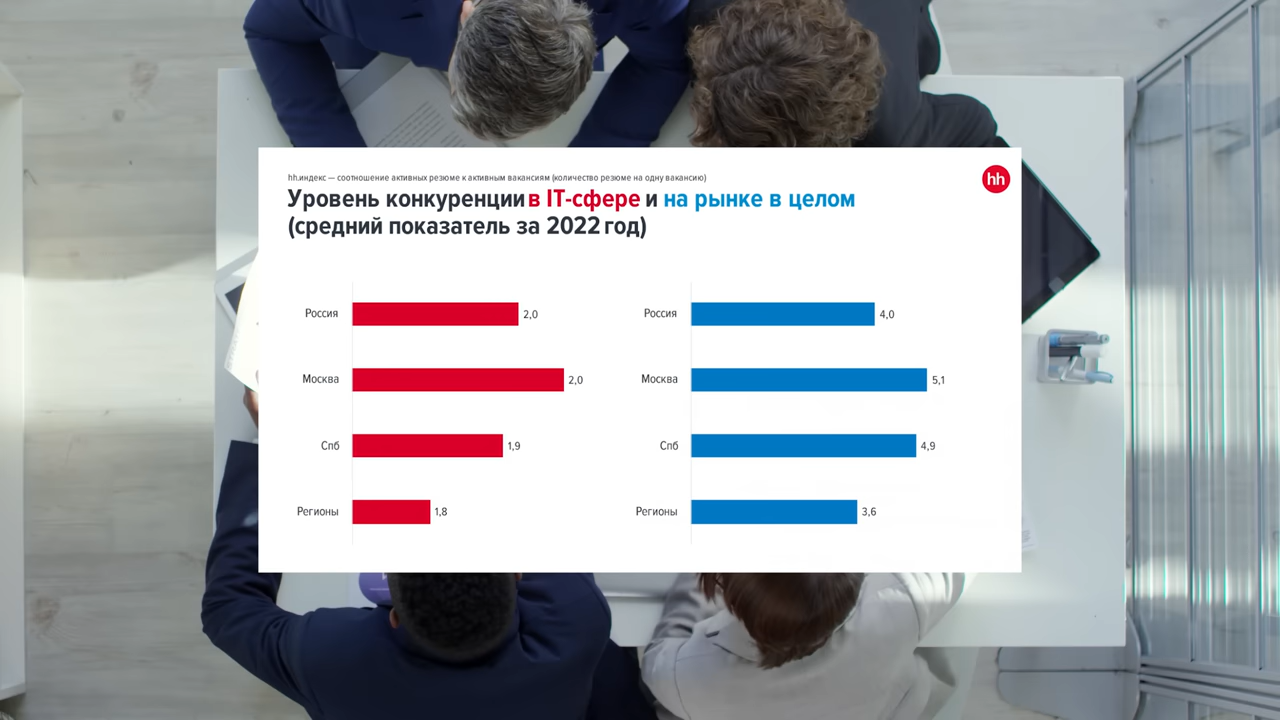 hh.индекс — соотношение активных резюме к активным вакансиям (количество резюме на одну вакансию)
hh
Уровень конкуренции в IT-сфере и на рынке в целом
(средний показатель за 2022 год)
Россия 2,0
Москва 2,0
Спб 1,9
Регионы 1,8
Россия 4,0
Москва 5,1
Спб 4,9
Регионы 3,6